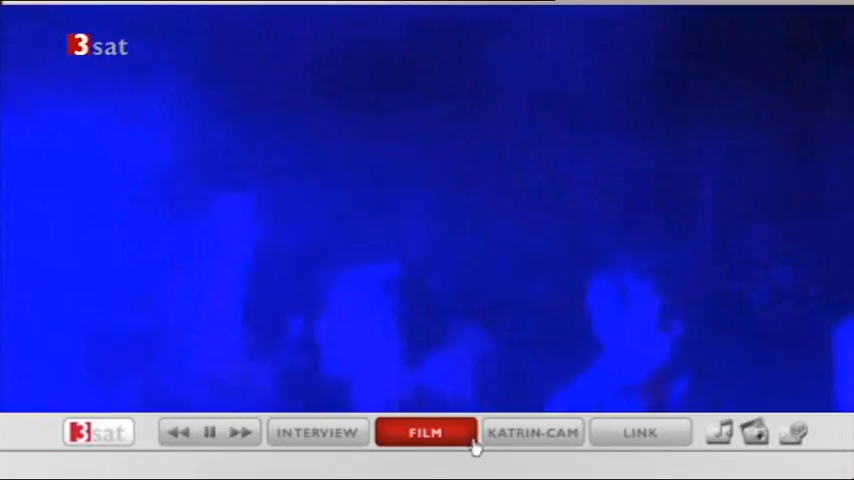 3sat
3sat
INTERVIEW
FILM
KATRIN-CAM
LINK